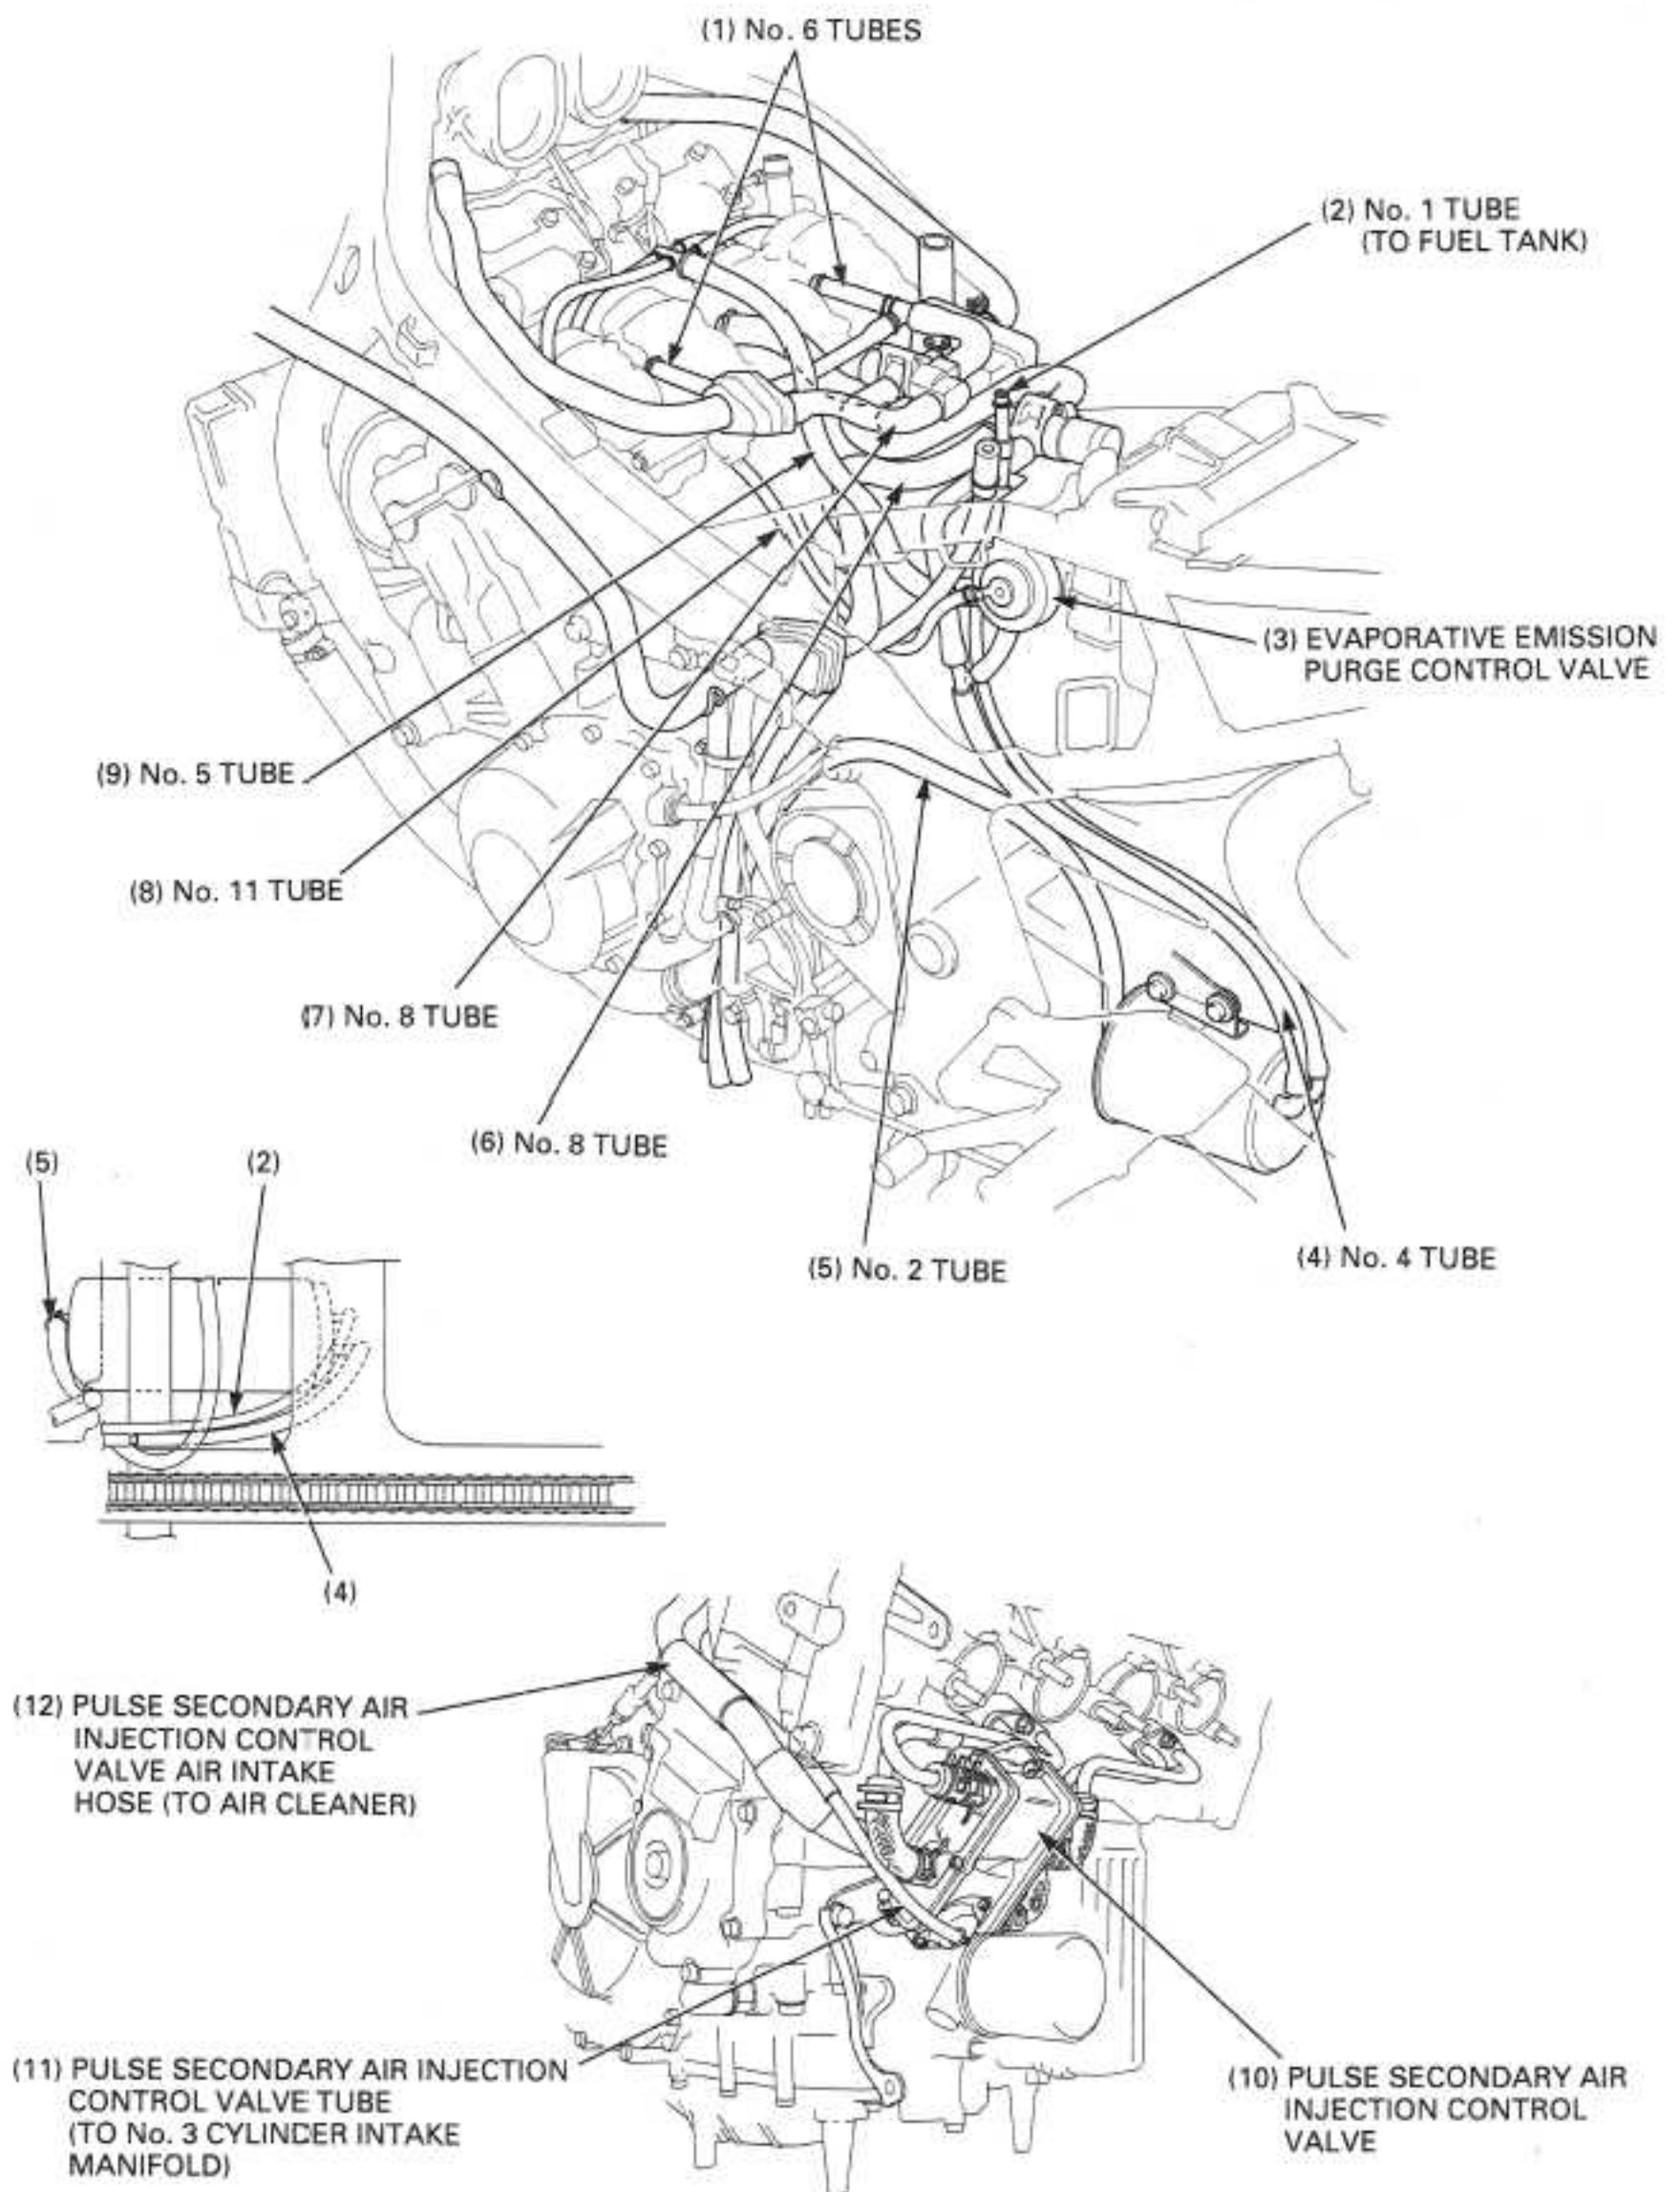 (1) No. 6 TUBES
(2) No. 1 TUBE
(TO FUEL TANK)
(3) EVAPORATIVE EMISSION
PURGE CONTROL VALVE
(9) No. 5 TUBE
(8) No. 11 TUBE
(7) No. 8 TUBE
(6) No. 8 TUBE
(5) No. 2 TUBE
(4) No. 4 TUBE
(5)
(2)
(4)
(12) PULSE SECONDARY AIR
INJECTION CONTROL
VALVE AIR INTAKE
HOSE (TO AIR CLEANER)
(11) PULSE SECONDARY AIR INJECTION
CONTROL VALVE TUBE
(TO No. 3 CYLINDER INTAKE
MANIFOLD)
(10) PULSE SECONDARY AIR
INJECTION CONTROL
VALVE